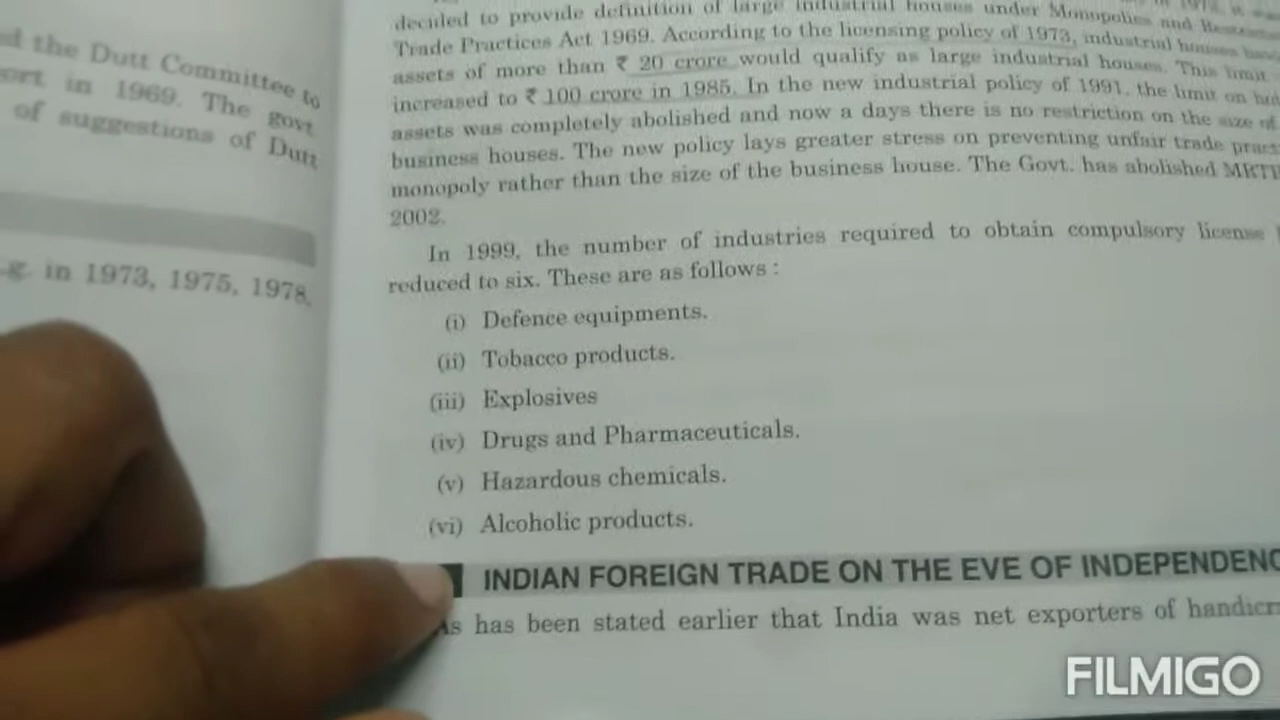 d the Dutt Committee to
ort in 1969. The govt.
of suggestions of Dutt
g. in 1973, 1975, 1978,
decided to provide definition of large industrial houses under Monopolies and
Trade Practices Act 1969. According to the licensing policy of 1973, industrial houses
assets of more than ₹ 20 crore would qualify as large industrial houses. This limit
increased to ₹ 100 crore in 1985. In the new industrial policy of 1991, the limit on
assets was completely abolished and now a days there is no restriction on the size of
business houses. The new policy lays greater stress on preventing unfair trade pract
monopoly rather than the size of the business house. The Govt. has abolished MRTP
2002.
In 1999, the number of industries required to obtain compulsory license
reduced to six. These are as follows :
(i) Defence equipments.
(ii) Tobacco products.
(iii) Explosives
(iv) Drugs and Pharmaceuticals.
(v) Hazardous chemicals.
(vi) Alcoholic products.
INDIAN FOREIGN TRADE ON THE EVE OF INDEPENDENC
As has been stated earlier that India was net exporters of handicr
FILMIGO